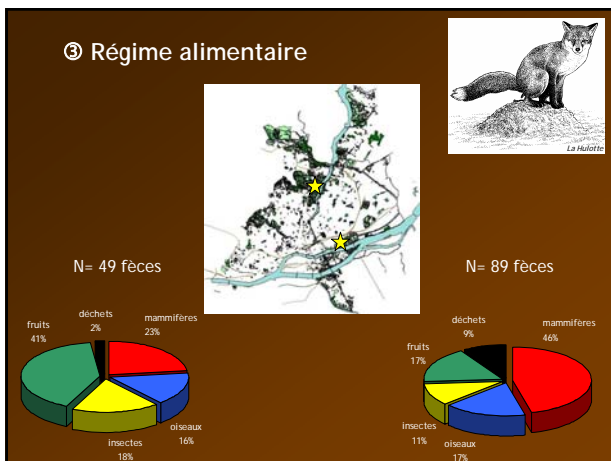 ③ Régime alimentaire
La Hulotte
N= 49 fèces
N= 89 fèces
déchets
2%
mammifères
23%
fruits
41%
oiseaux
16%
insectes
18%
déchets
9%
mammifères
46%
fruits
17%
insectes
11%
oiseaux
17%